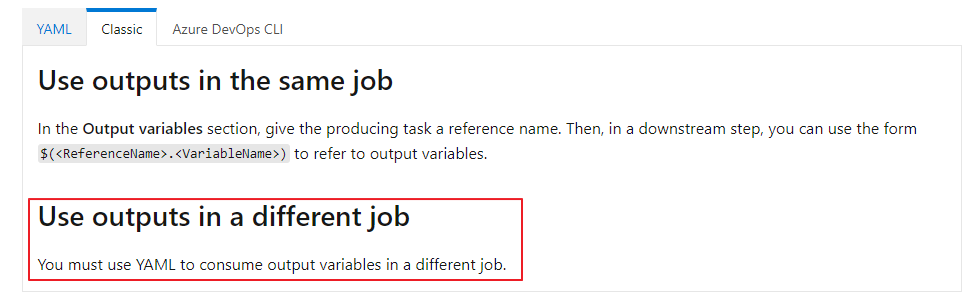 YAML Classic Azure DevOps CLI
Use outputs in the same job
In the Output variables section, give the producing task a reference name. Then, in a downstream step, you can use the form
$(<ReferenceName>.<VariableName>) to refer to output variables.
Use outputs in a different job
You must use YAML to consume output variables in a different job.